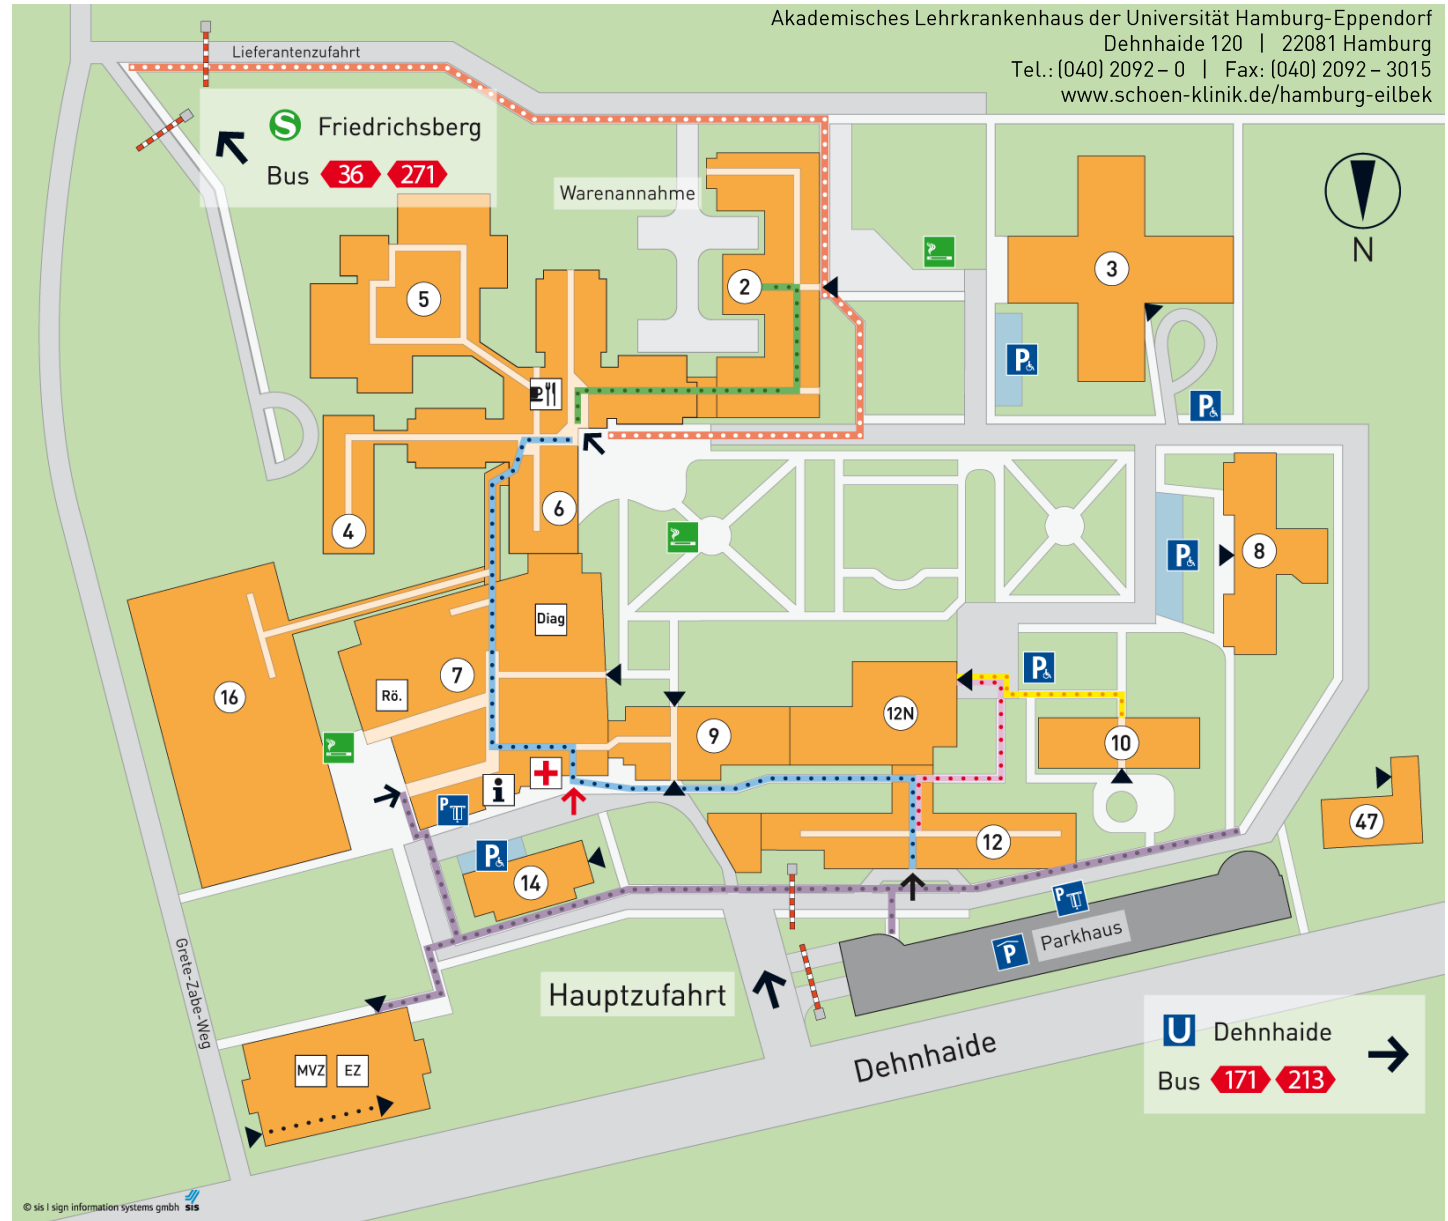 Akademisches Lehrkrankenhaus der Universität Hamburg-Eppendorf
Dehnhaide 120 | 22081 Hamburg
Tel.: (040) 2092 – 0 | Fax: (040) 2092 – 3015
www.schoen-klinik.de/hamburg-eilbek
Lieferantenzufahrt
S Friedrichsberg
Bus 36 271
Warenannahme
N
3
2
5
P
P
6
4
8
P
Diag
7
16
Rö.
P
12N
9
10
i
P
47
12
P
14
P
P Parkhaus
Grete-Zabe-Weg
Hauptzufahrt
Dehnhaide
U Dehnhaide
Bus 171 213
MVZ EZ
© sis | sign information systems gmbh sis